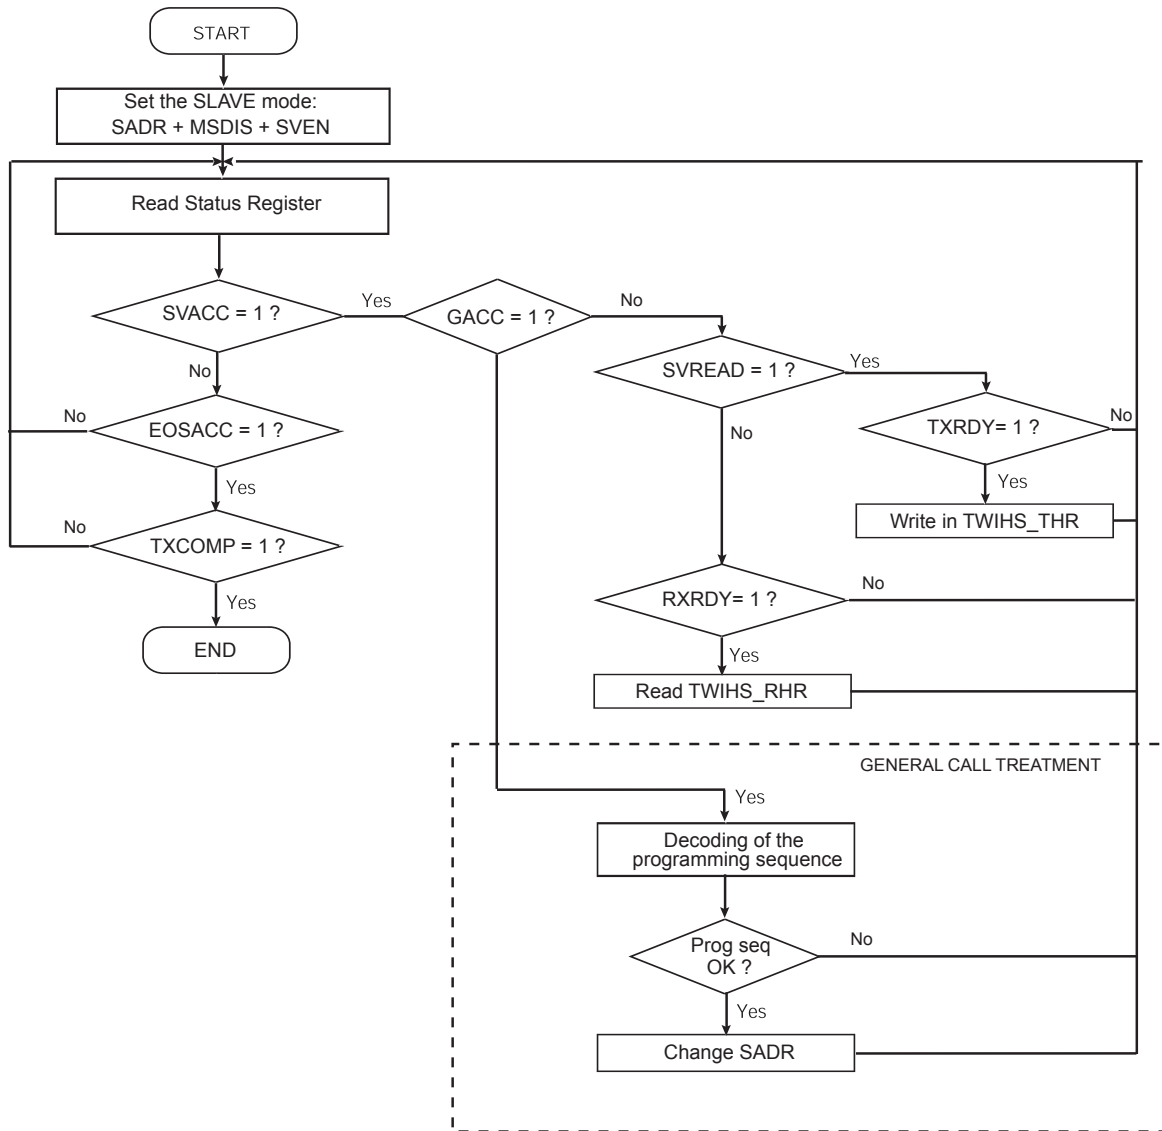 START
Set the SLAVE mode:
SADR + MSDIS + SVEN
Read Status Register
SVACC = 1 ?
Yes
GACC = 1 ?
No
SVREAD = 1 ?
Yes
No
No
EOSACC = 1 ?
TXRDY= 1 ?
No
No
Yes
Yes
Write in TWIHS_THR
No
TXCOMP = 1 ?
RXRDY= 1 ?
No
Yes
END
Yes
Read TWIHS_RHR
GENERAL CALL TREATMENT
Yes
Decoding of the
programming sequence
Prog seq
OK ?
No
Yes
Change SADR